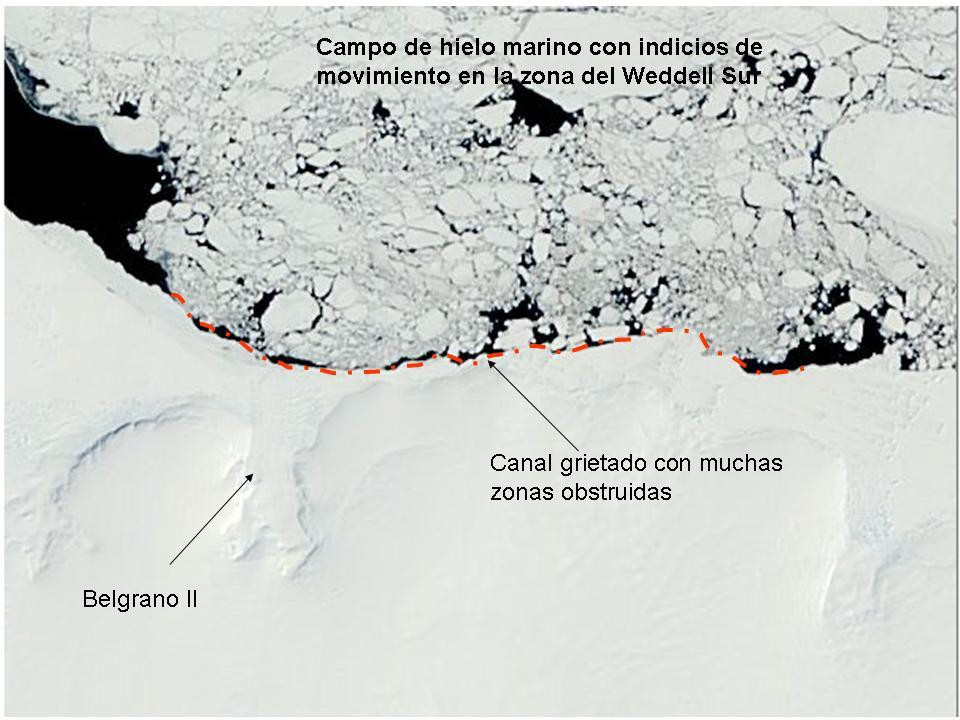 Campo de hielo marino con indicios de
movimiento en la zona del Weddell Sur
Canal grietado con muchas
zonas obstruidas
Belgrano II